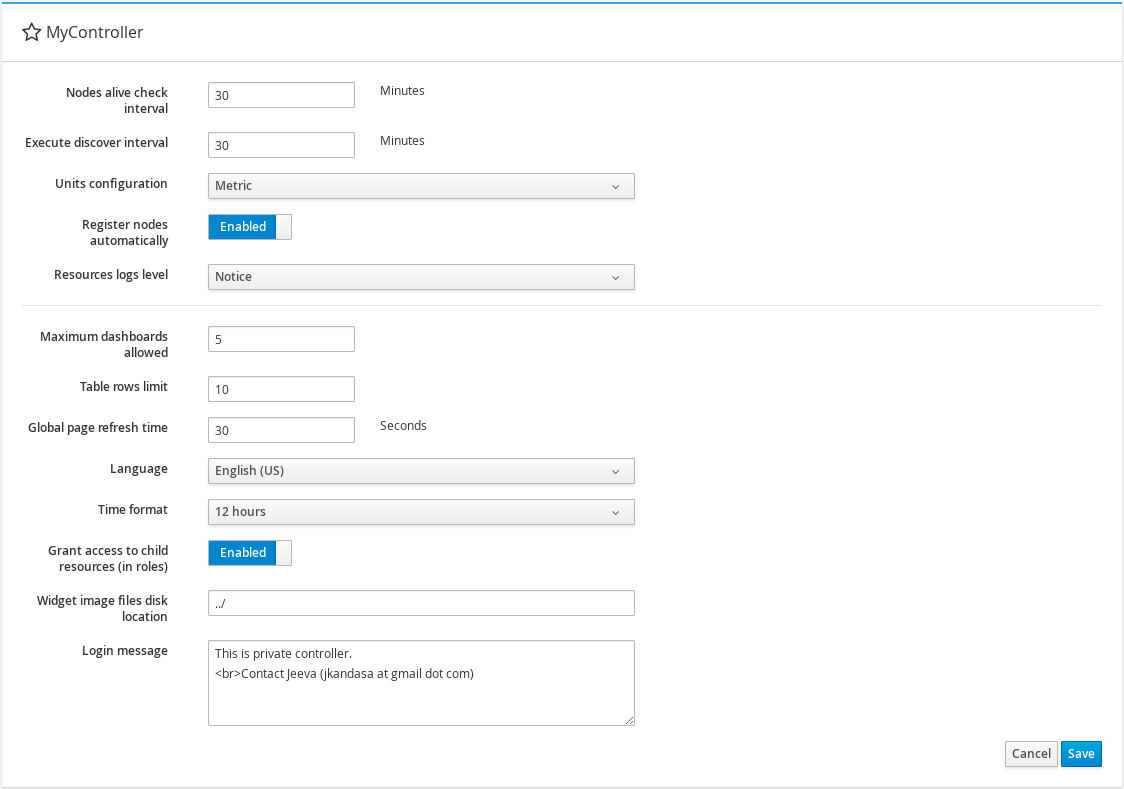 MyController
Nodes alive check
interval
30
Minutes
Execute discover interval
30
Minutes
Units configuration
Metric
Register nodes
automatically
Enabled
Resources logs level
Notice
Maximum dashboards
allowed
5
Table rows limit
10
Global page refresh time
30
Seconds
Language
English (US)
Time format
12 hours
Grant access to child
resources (in roles)
Enabled
Widget image files disk
location
../
Login message
This is private controller.
<br>Contact Jeeva (jkandasa at gmail dot com)
Cancel
Save